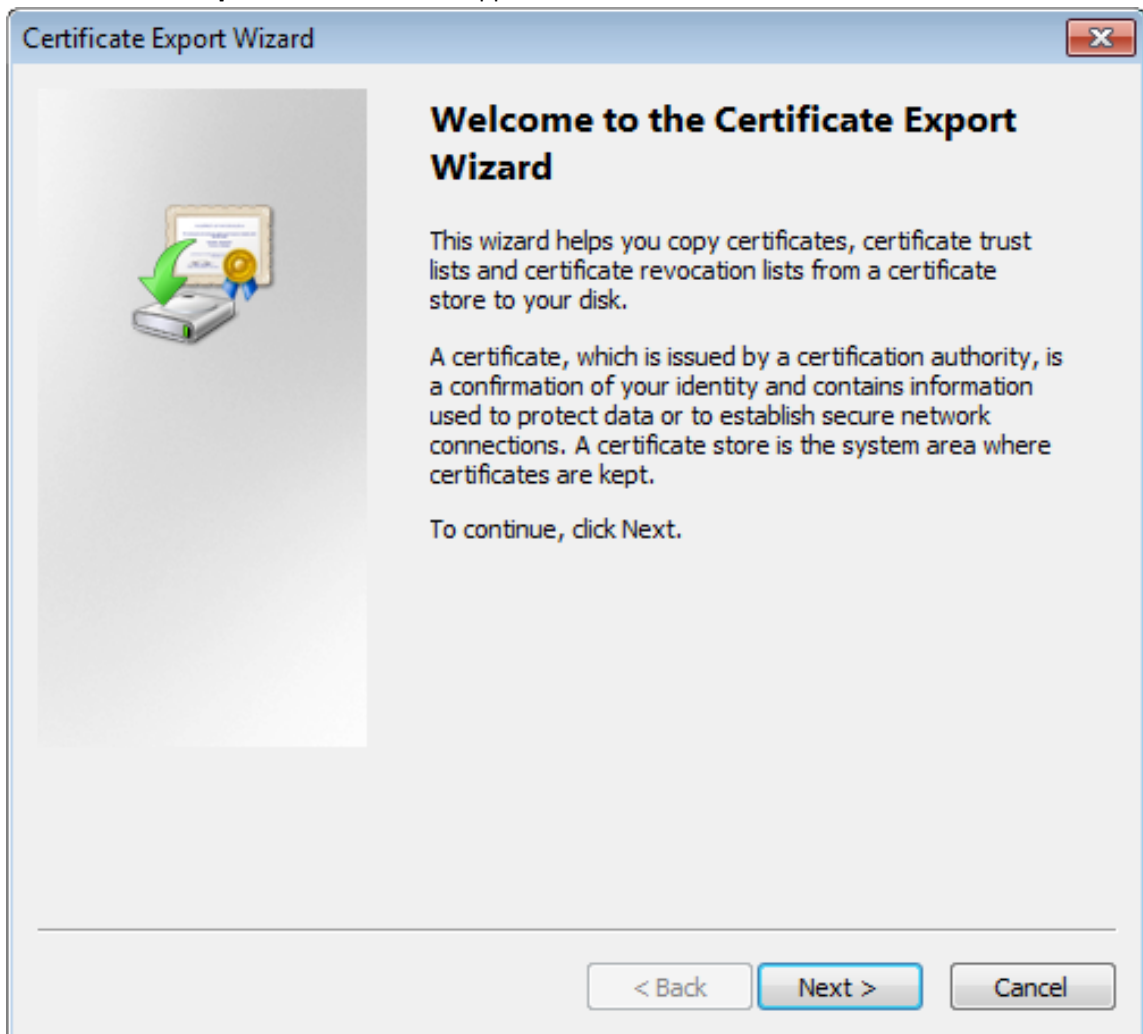 Certificate Export Wizard
Welcome to the Certificate Export
Wizard
This wizard helps you copy certificates, certificate trust
lists and certificate revocation lists from a certificate
store to your disk.
A certificate, which is issued by a certification authority, is
a confirmation of your identity and contains information
used to protect data or to establish secure network
connections. A certificate store is the system area where
certificates are kept.
To continue, click Next.
< Back
Next >
Cancel